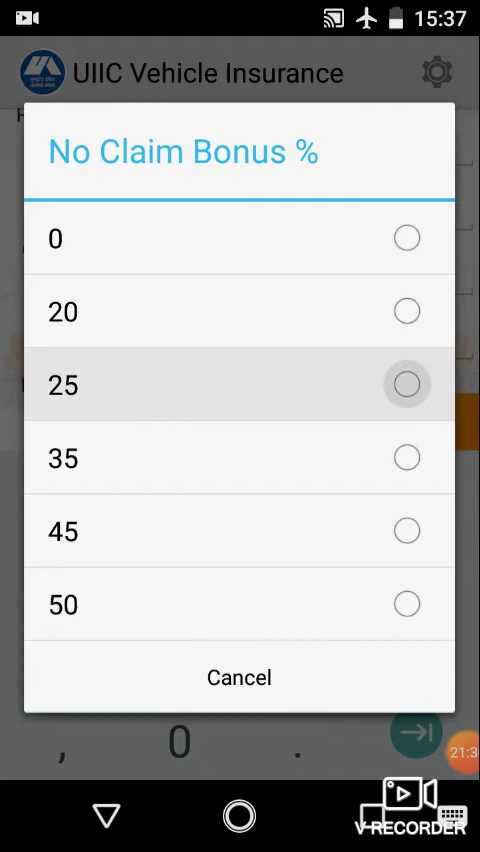 15:37
UIIC Vehicle Insurance
No Claim Bonus %
0
20
25
35
45
50
Cancel
, 0 .
21:3
V RECORDER